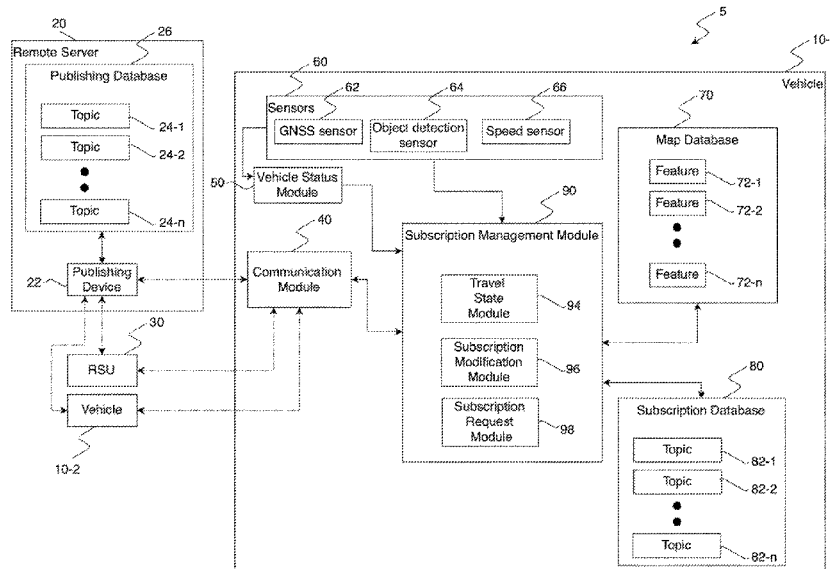 5
20
26
Remote Server
Publishing Database
Topic
24-1
Topic
24-2
Topic
24-n
22
Publishing Device
30
RSU
Vehicle
10-2
10-
Vehicle
60
62
64
66
Sensors
GNSS sensor
Object detection sensor
Speed sensor
50
Vehicle Status Module
40
Communication Module
90
Subscription Management Module
Travel State Module
94
Subscription Modification Module
96
Subscription Request Module
98
70
Map Database
Feature
72-1
Feature
72-2
Feature
72-n
80
Subscription Database
Topic
82-1
Topic
82-2
Topic
82-n